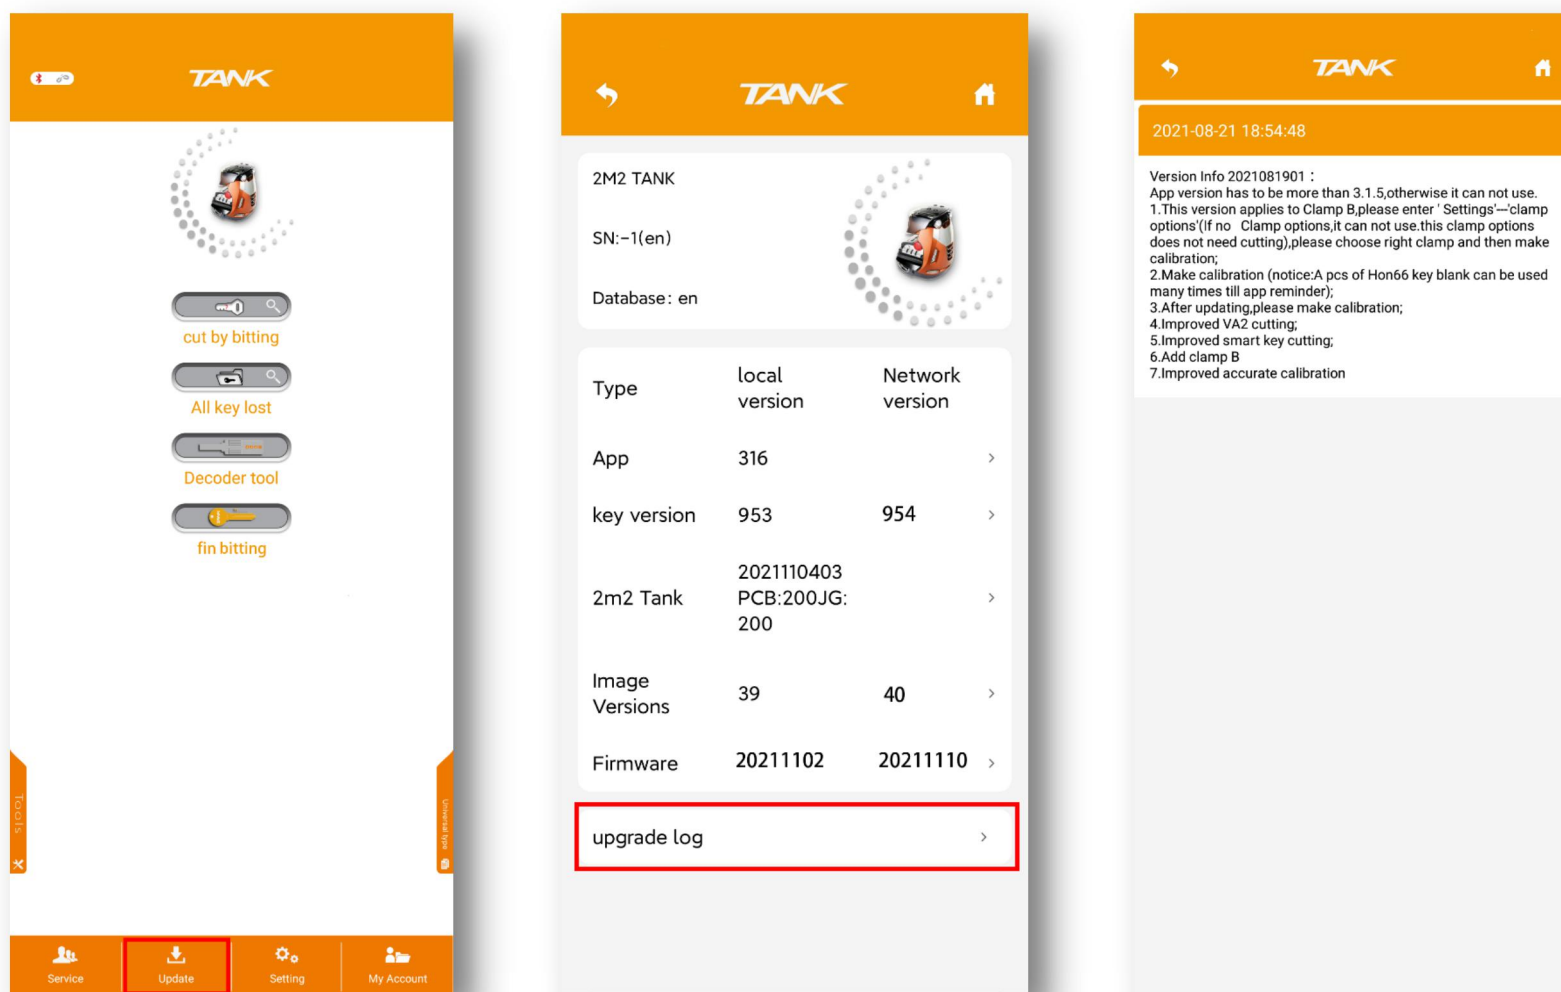 TANK
cut by bitting
All key lost
Decoder tool
fin bitting
Tools
Universal type
Service
Update
Setting
My Account
TANK
2M2 TANK
SN:-1(en)
Database: en
Type local version Network version
App 316
key version 953 954
2m2 Tank 2021110403 PCB:200JG: 200
Image Versions 39 40
Firmware 20211102 20211110
upgrade log
TANK
2021-08-21 18:54:48
Version Info 2021081901：
App version has to be more than 3.1.5,otherwise it can not use.
1.This version applies to Clamp B,please enter ' Settings'---'clamp
options'(If no Clamp options,it can not use.this clamp options
does not need cutting),please choose right clamp and then make
calibration;
2.Make calibration (notice:A pcs of Hon66 key blank can be used
many times till app reminder);
3.After updating,please make calibration;
4.Improved VA2 cutting;
5.Improved smart key cutting;
6.Add clamp B
7.Improved accurate calibration